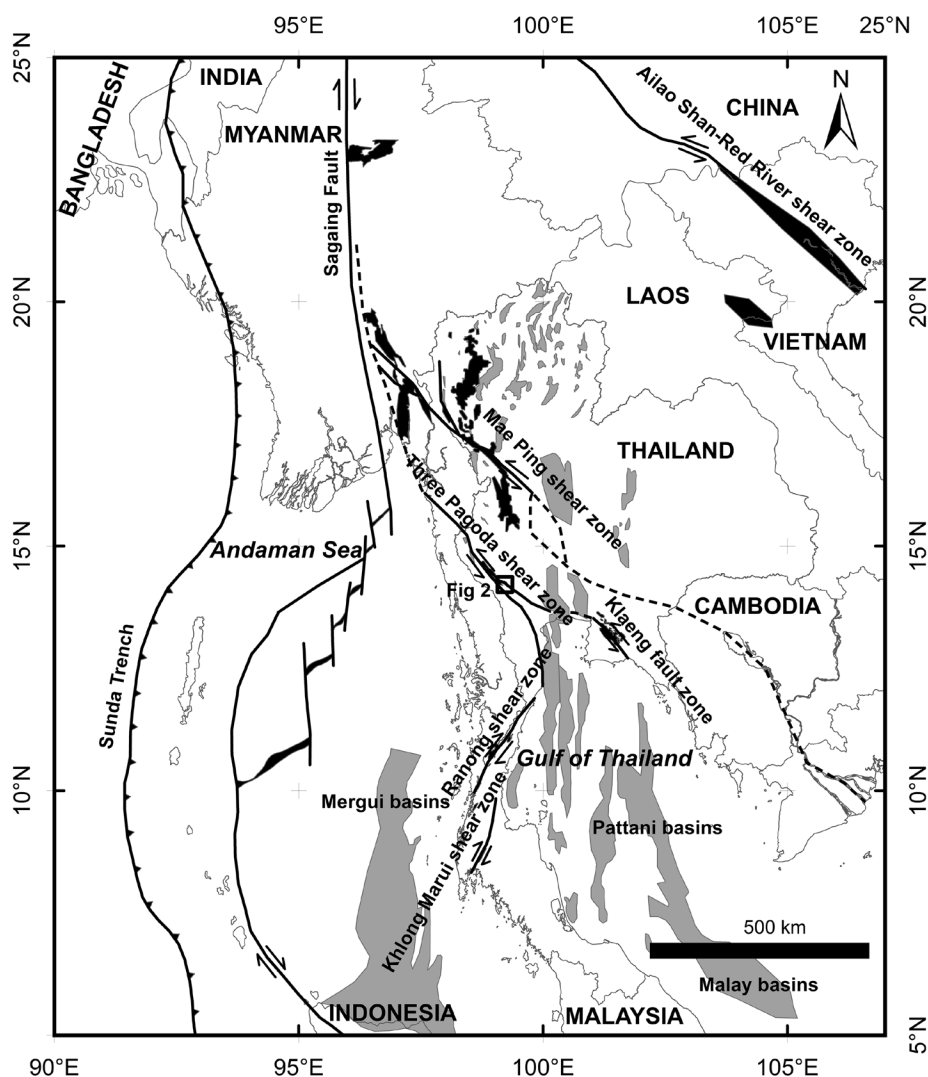 95°E 100°E 105°E 25°N
25°N
BANGLADESH
INDIA
MYANMAR
Sagaing Fault
Ailao Shan-Red River shear zone
CHINA
N
20°N
20°N
LAOS
VIETNAM
Mae Ping shear zone
THAILAND
Three Pagoda shear zone
15°N
15°N
Andaman Sea
Fig 2
Klaeng fault zone
CAMBODIA
Sunda Trench
Ranong shear zone
Gulf of Thailand
10°N
10°N
Mergui basins
Khlong Marui shear zone
Pattani basins
500 km
Malay basins
INDONESIA
MALAYSIA
5°N
90°E 95°E 100°E 105°E